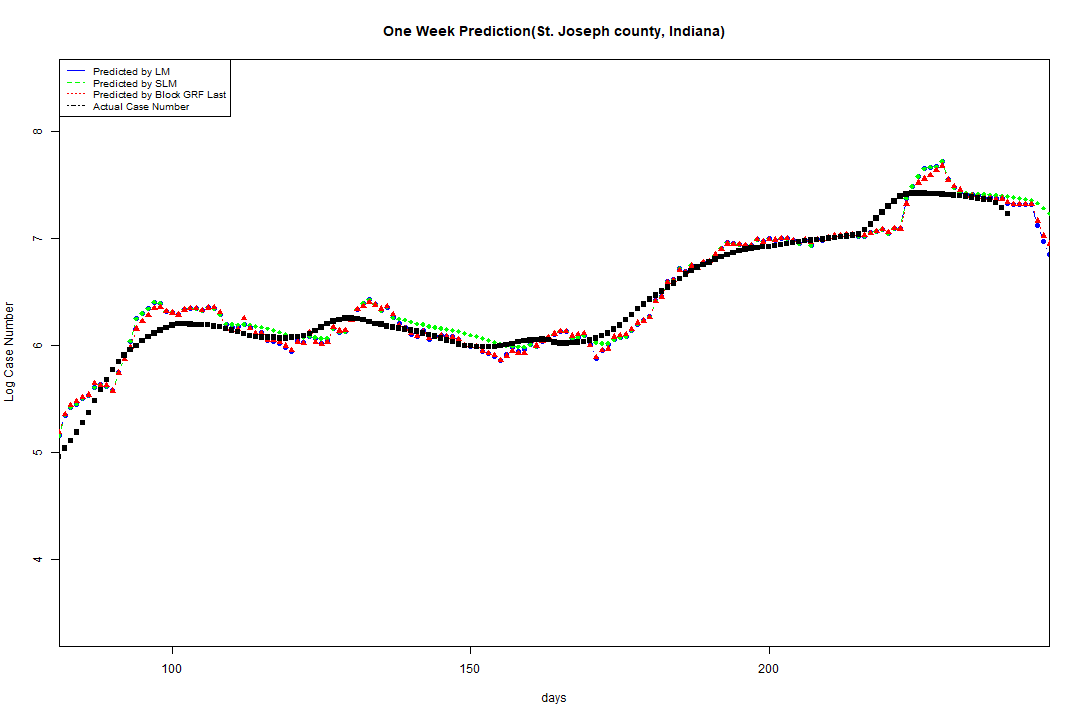 One Week Prediction(St. Joseph county, Indiana)
Predicted by LM
Predicted by SLM
Predicted by Block GRF Last
Actual Case Number
8
7
6
5
4
Log Case Number
100 150 200
days